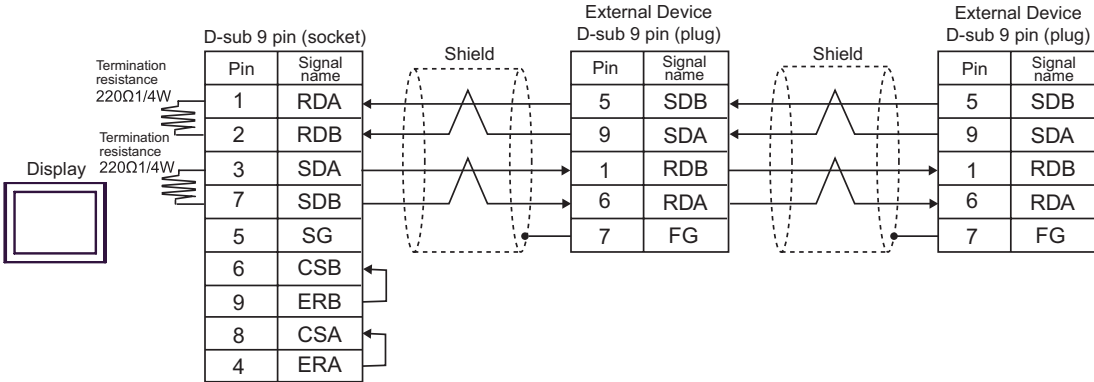 External Device
D-sub 9 pin (plug)
External Device
D-sub 9 pin (plug)
D-sub 9 pin (socket)
Shield
Shield
Termination
resistance
220Ω1/4W
Termination
resistance
220Ω1/4W
Display
Pin Signal name
1 RDA
2 RDB
3 SDA
7 SDB
5 SG
6 CSB
9 ERB
8 CSA
4 ERA
Pin Signal name
5 SDB
9 SDA
1 RDB
6 RDA
7 FG
Pin Signal name
5 SDB
9 SDA
1 RDB
6 RDA
7 FG